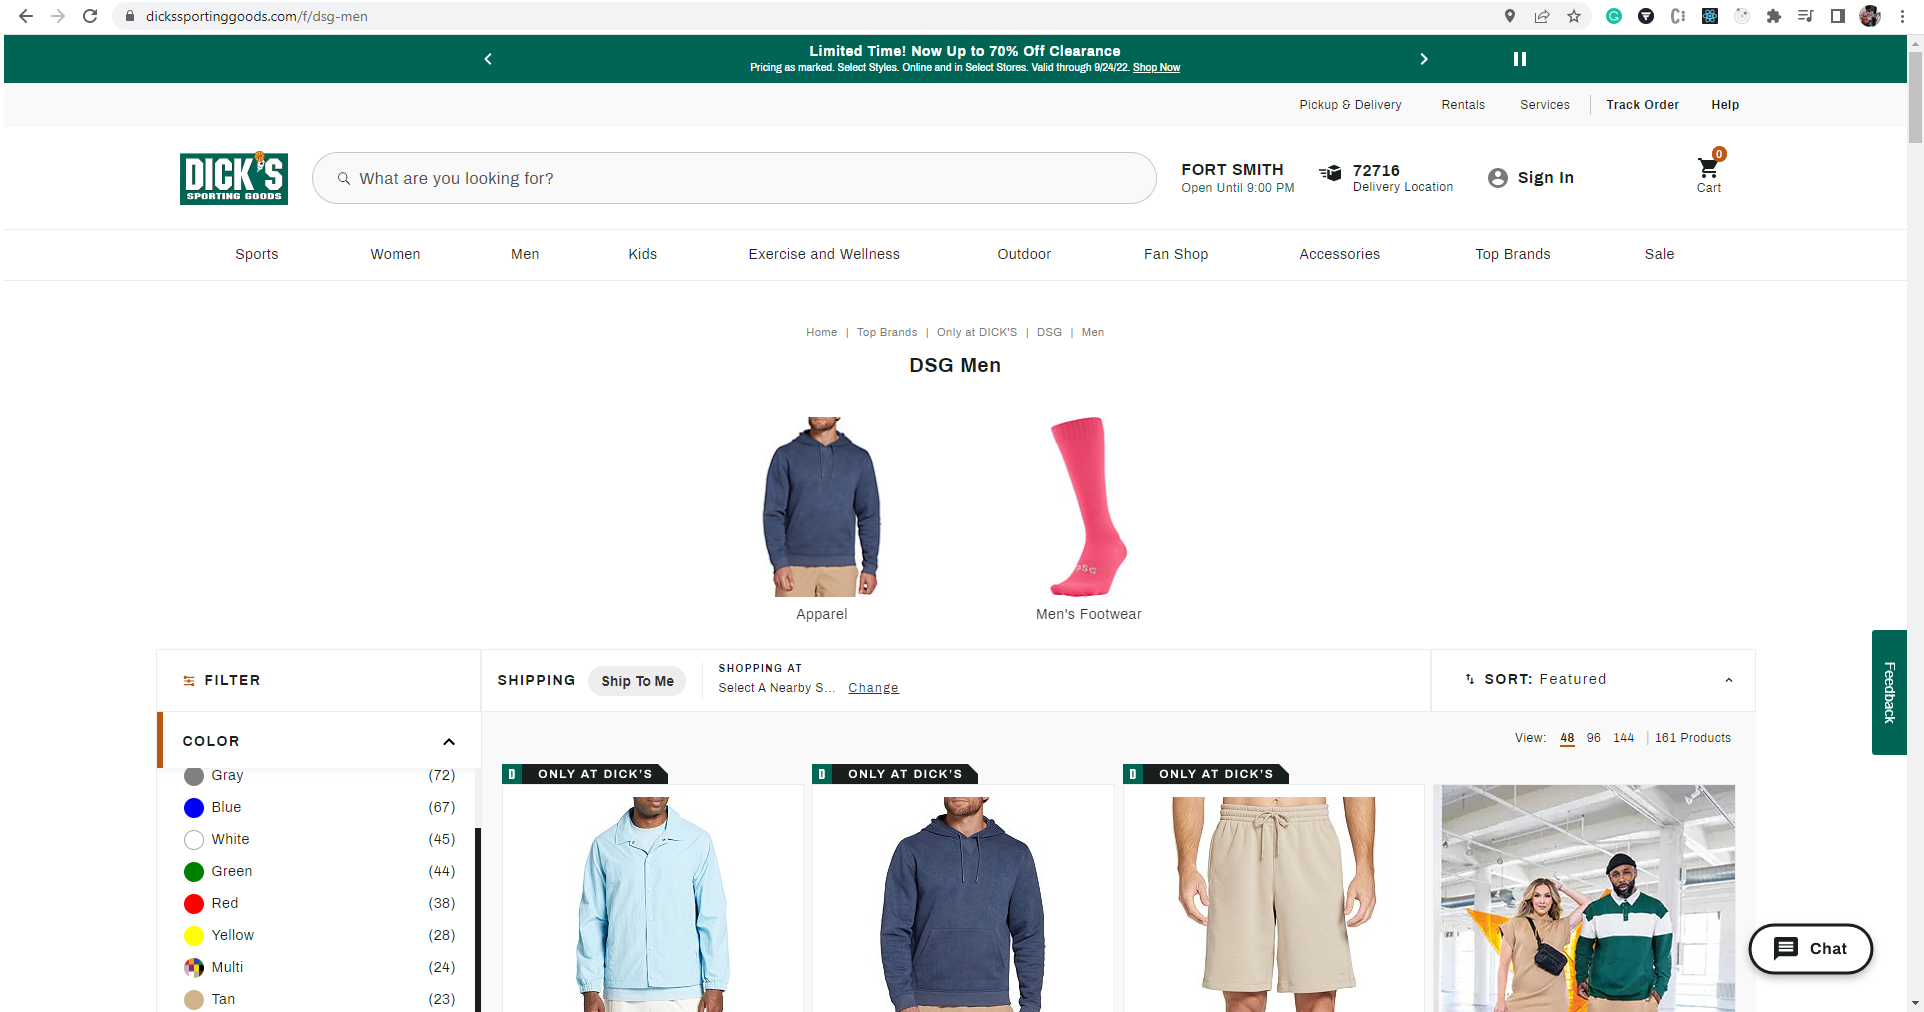 dickssportinggoods.com/f/dsg-men
Limited Time! Now Up to 70% Off Clearance
Pricing as marked. Select Styles. Online and in Select Stores. Valid through 9/24/22. Shop Now
Pickup & Delivery Rentals Services Track Order Help
DICK'S
SPORTING GOODS
What are you looking for?
FORT SMITH
Open Until 9:00 PM
72716
Delivery Location
Sign In
0
Cart
Sports Women Men Kids Exercise and Wellness Outdoor Fan Shop Accessories Top Brands Sale
Home | Top Brands | Only at DICK'S | DSG | Men
DSG Men
DSG
Apparel Men's Footwear
FILTER
SHIPPING Ship To Me
SHOPPING AT
Select A Nearby S... Change
SORT: Featured
Feedback
COLOR
View: 48 96 144 | 161 Products
Gray (72)
Blue (67)
White (45)
Green (44)
Red (38)
Yellow (28)
Multi (24)
Tan (23)
D ONLY AT DICK'S
D ONLY AT DICK'S
D ONLY AT DICK'S
Chat